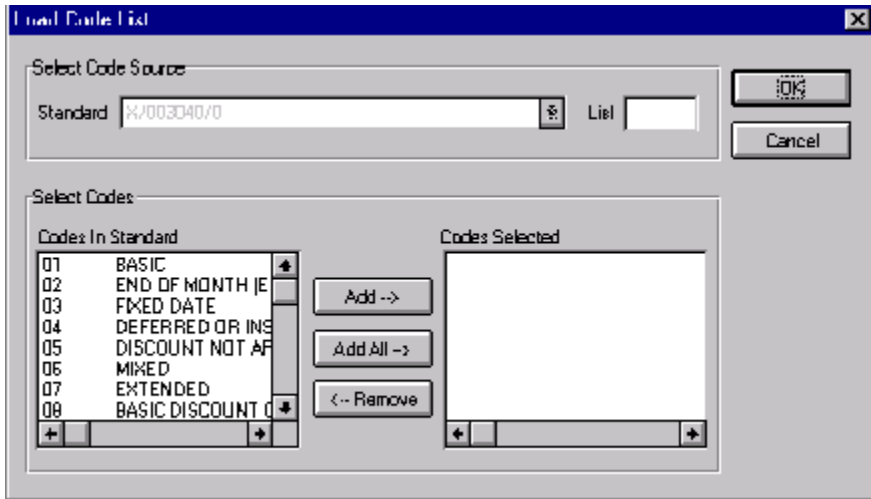 Load Code List
Select Code Source
Standard X/003040/0 List
OK
Cancel
Select Codes
Codes In Standard
Codes Selected
01 BASIC
02 END OF MONTH (E
03 FIXED DATE
04 DEFERRED OR INS
05 DISCOUNT NOT AP
06 MIXED
07 EXTENDED
08 BASIC DISCOUNT O
Add -->
Add All -->
<-- Remove